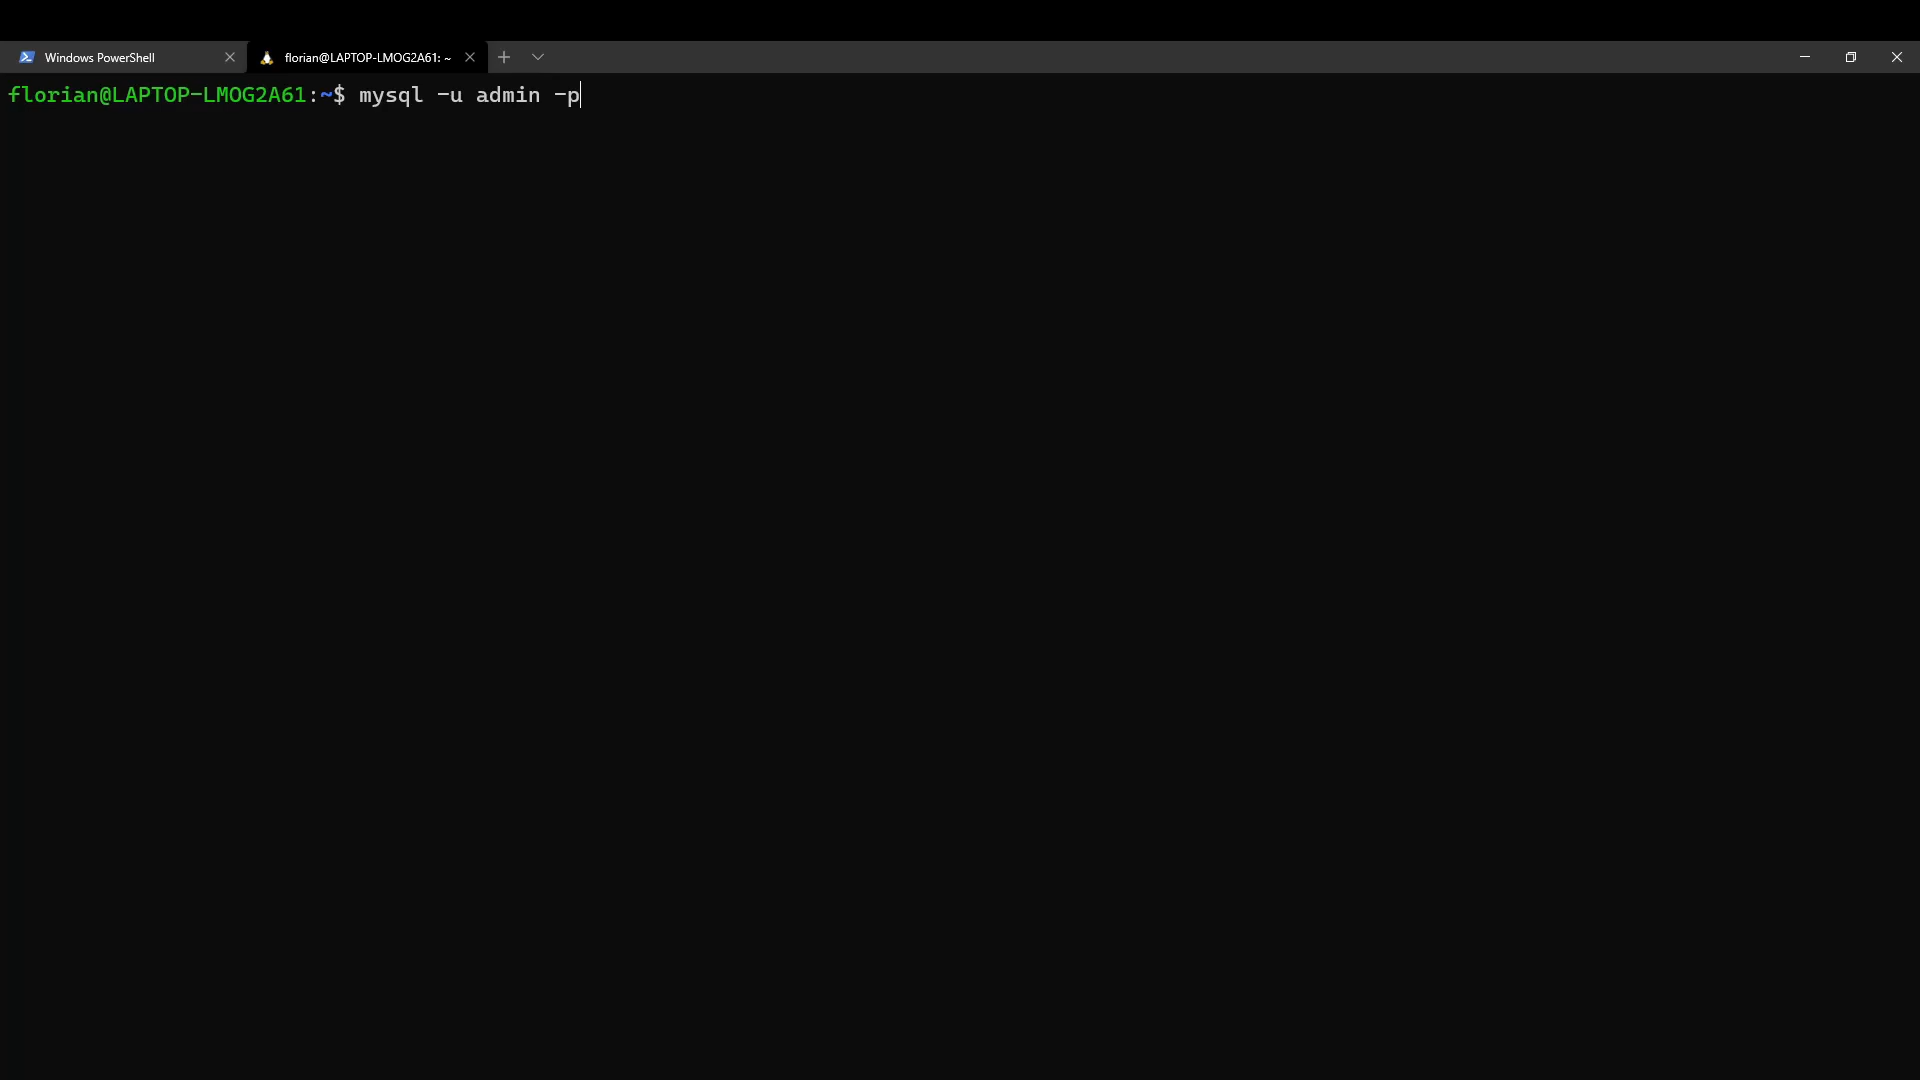 Windows PowerShell
florian@LAPTOP-LMOG2A61: ~
florian@LAPTOP-LMOG2A61:~$ mysql -u admin -p